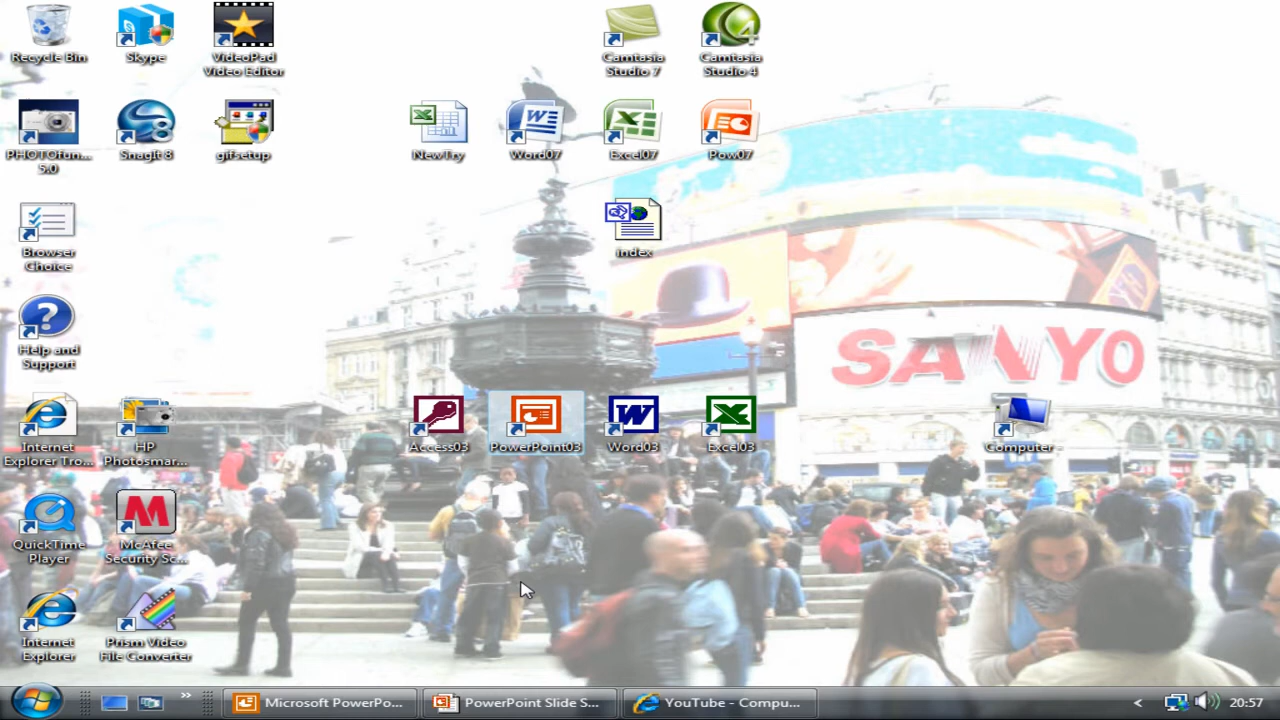 Recycle Bin
Skype
VideoPad
Video Editor
Camtasia
Studio 7
Camtasia
Studio 4
4
PHOTOfun...
5.0
8
SnagIt 8
gifsetup
NewTry
Word07
Excel07
Pow07
Browser
Choice
index
SANYO
Help and
Support
Internet
Explorer Tro...
HP
Photosmar...
Access03
PowerPoint03
Word03
Excel03
Computer -
QuickTime
Player
McAfee
Security Sc...
Internet
Explorer
Prism Video
File Converter
Microsoft PowerPo...
PowerPoint Slide S...
YouTube - Compu...
20:57